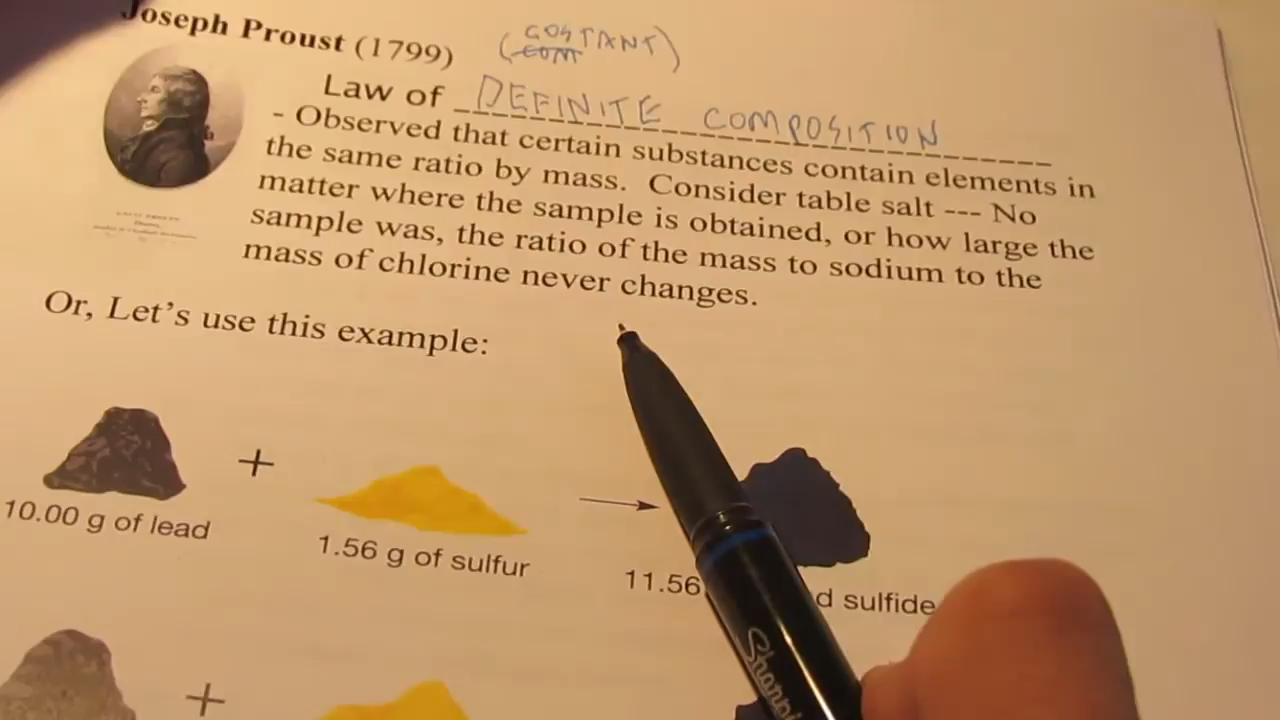 Joseph Proust (1799)
(COSTANT)
Law of DEFINITE COMPOSITION
- Observed that certain substances contain elements in
the same ratio by mass. Consider table salt --- No
matter where the sample is obtained, or how large the
sample was, the ratio of the mass to sodium to the
mass of chlorine never changes.
Or, Let's use this example:
+
10.00 g of lead
1.56 g of sulfur
11.56
d sulfide
+
Sharpi